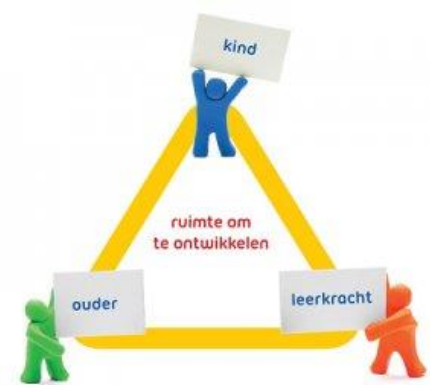 kind
ruimte om
te ontwikkelen
ouder
leerkracht